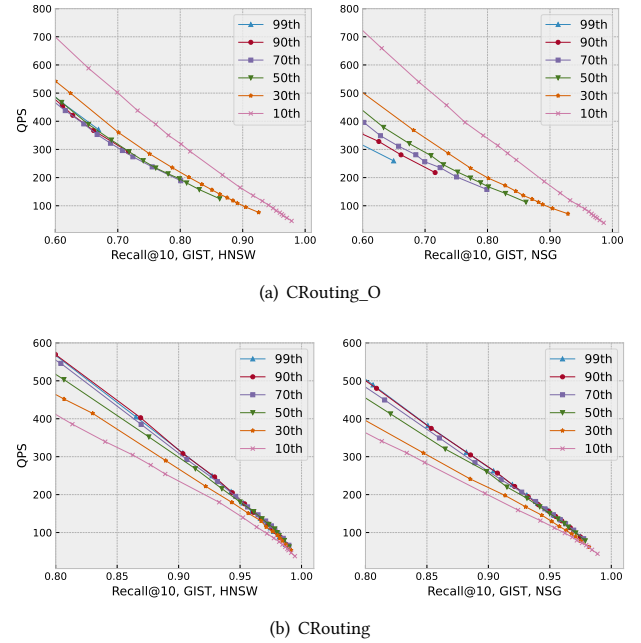 800
700
600
500
400
300
200
100
QPS
0.60
0.70
0.80
0.90
1.00
Recall@10, GIST, HNSW
99th
90th
70th
50th
30th
10th
800
700
600
500
400
300
200
100
0.60
0.70
0.80
0.90
1.00
Recall@10, GIST, NSG
99th
90th
70th
50th
30th
10th
(a) CRouting_O
600
500
400
300
200
100
QPS
0.80
0.85
0.90
0.95
1.00
Recall@10, GIST, HNSW
99th
90th
70th
50th
30th
10th
600
500
400
300
200
100
0.80
0.85
0.90
0.95
1.00
Recall@10, GIST, NSG
99th
90th
70th
50th
30th
10th
(b) CRouting